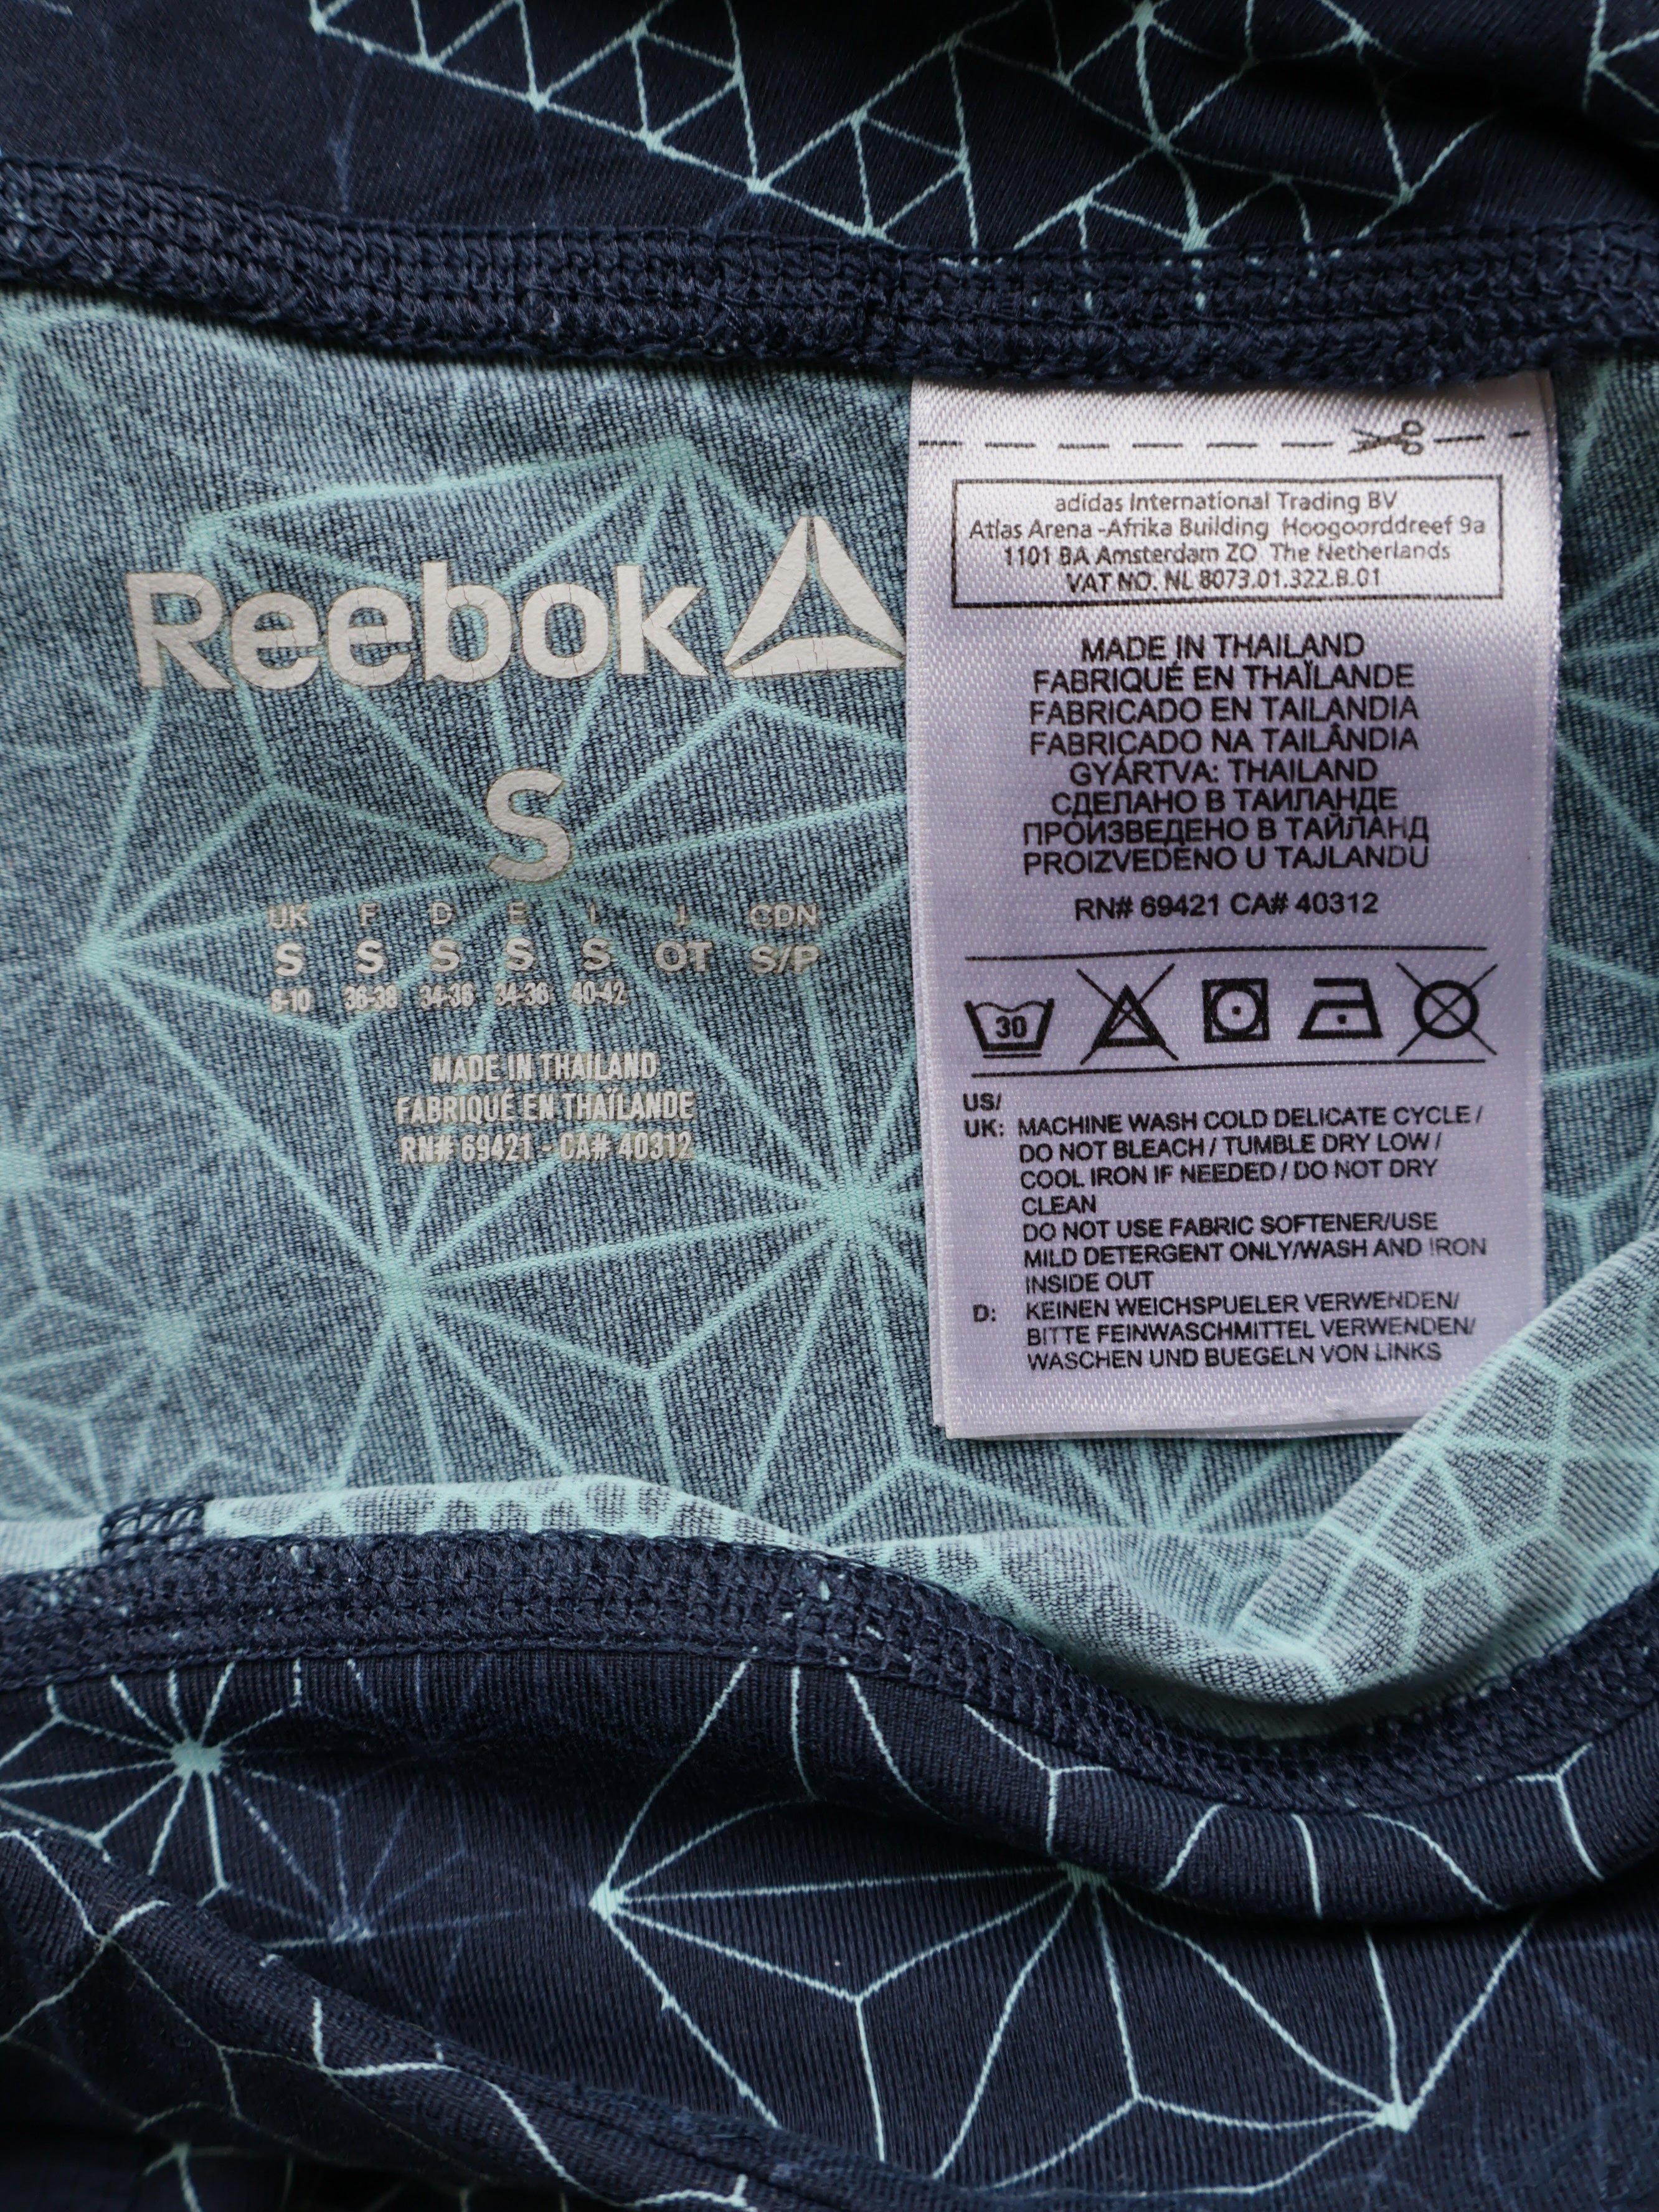 Reebok
S
UK F D E I J CDN
S S S S S OT S/P
8-10 36-38 34-36 34-36 40-42
MADE IN THAILAND
FABRIQUÉ EN THAÏLANDE
RN# 69421 - CA# 40312
adidas International Trading BV
Atlas Arena -Afrika Building Hoogoorddreef 9a
1101 BA Amsterdam ZO The Netherlands
VAT NO. NL 8073.01.322.B.01
MADE IN THAILAND
FABRIQUÉ EN THAÏLANDE
FABRICADO EN TAILANDIA
FABRICADO NA TAILÂNDIA
GYÁRTVA: THAILAND
СДЕЛАНО В ТАИЛАНДЕ
ПРОИЗВЕДЕНО В ТАЙЛАНД
PROIZVEDENO U TAJLANDU
RN# 69421 CA# 40312
30
US/
UK: MACHINE WASH COLD DELICATE CYCLE /
DO NOT BLEACH / TUMBLE DRY LOW /
COOL IRON IF NEEDED / DO NOT DRY
CLEAN
DO NOT USE FABRIC SOFTENER/USE
MILD DETERGENT ONLY/WASH AND IRON
INSIDE OUT
D: KEINEN WEICHSPUELER VERWENDEN/
BITTE FEINWASCHMITTEL VERWENDEN/
WASCHEN UND BUEGELN VON LINKS